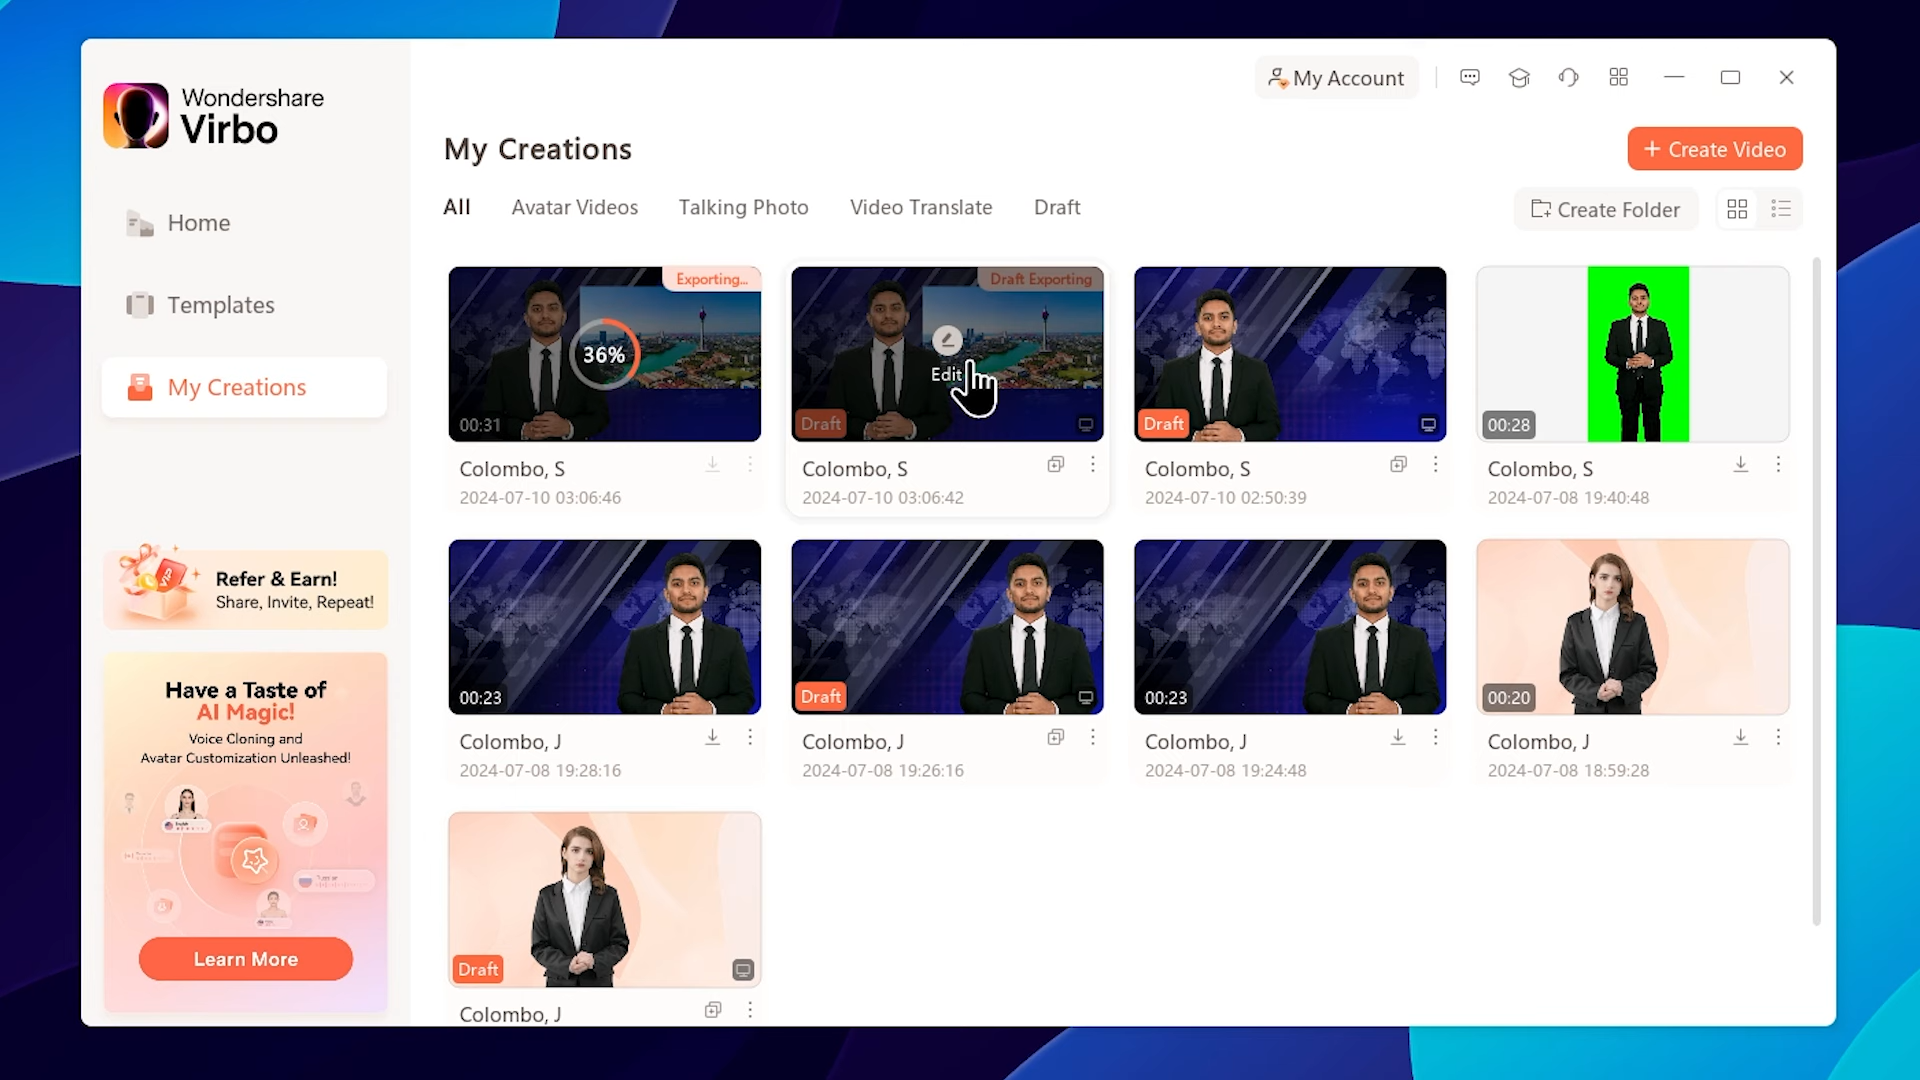 Wondershare
Virbo
Home
Templates
My Creations
Refer & Earn!
Share, Invite, Repeat!
Have a Taste of
AI Magic!
Voice Cloning and
Avatar Customization Unleashed!
Learn More
My Account
My Creations
+ Create Video
All
Avatar Videos
Talking Photo
Video Translate
Draft
Create Folder
Exporting...
36%
00:31
Colombo, S
2024-07-10 03:06:46
Draft Exporting
Edit
Draft
Colombo, S
2024-07-10 03:06:42
Draft
Colombo, S
2024-07-10 02:50:39
00:28
Colombo, S
2024-07-08 19:40:48
00:23
Colombo, J
2024-07-08 19:28:16
Draft
Colombo, J
2024-07-08 19:26:16
00:23
Colombo, J
2024-07-08 19:24:48
00:20
Colombo, J
2024-07-08 18:59:28
Draft
Colombo, J